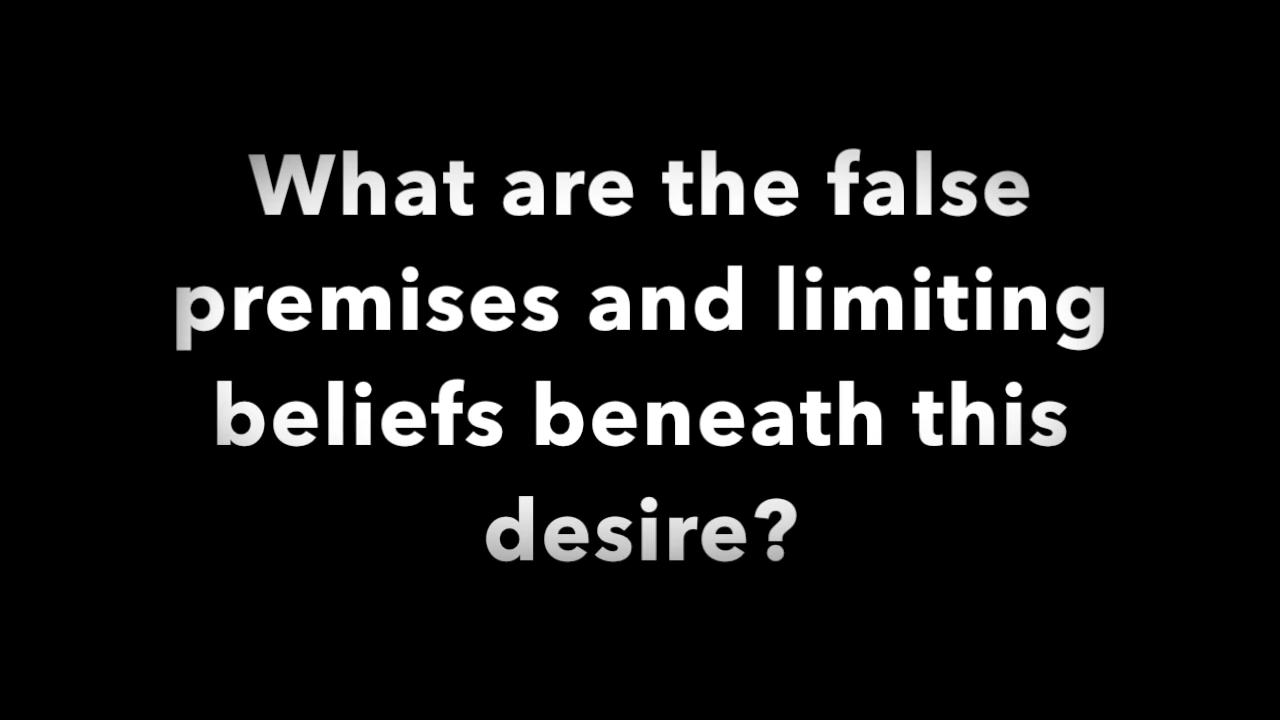 What are the false
premises and limiting
beliefs beneath this
desire?